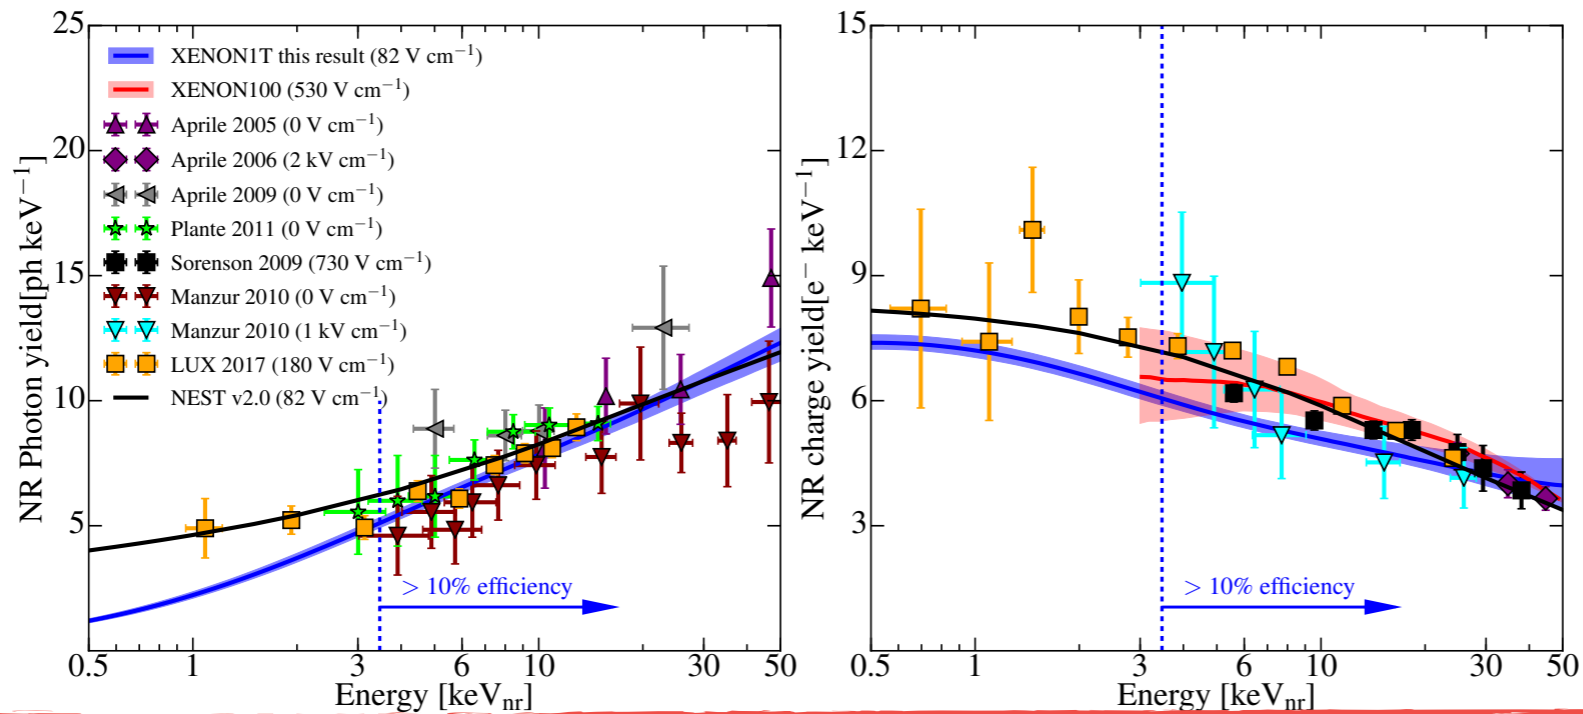 25
20
15
10
5
NR Photon yield[ph keV⁻¹]
XENON1T this result (82 V cm⁻¹)
XENON100 (530 V cm⁻¹)
Aprile 2005 (0 V cm⁻¹)
Aprile 2006 (2 kV cm⁻¹)
Aprile 2009 (0 V cm⁻¹)
Plante 2011 (0 V cm⁻¹)
Sorenson 2009 (730 V cm⁻¹)
Manzur 2010 (0 V cm⁻¹)
Manzur 2010 (1 kV cm⁻¹)
LUX 2017 (180 V cm⁻¹)
NEST v2.0 (82 V cm⁻¹)
> 10% efficiency
0.5 1 3 6 10 30 50
Energy [keVnr]
15
12
9
6
3
NR charge yield[e⁻ keV⁻¹]
> 10% efficiency
0.5 1 3 6 10 30 50
Energy [keVnr]